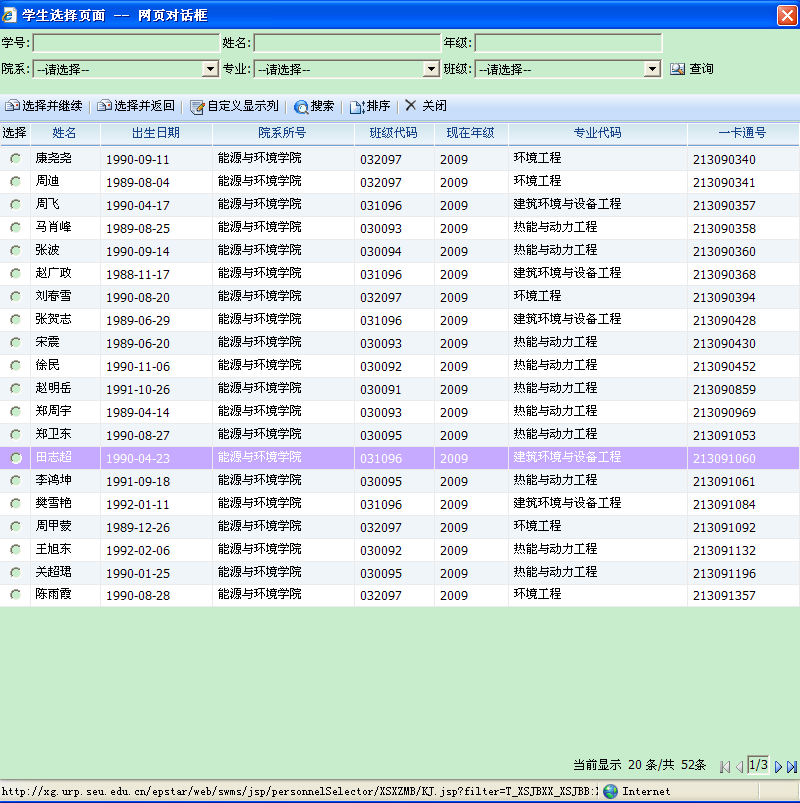 学生选择页面 -- 网页对话框
学号: 姓名: 年级:
院系: --请选择-- 专业: --请选择-- 班级: --请选择-- 查询
选择并继续 选择并返回 自定义显示列 搜索 排序 关闭
选择 姓名 出生日期 院系所号 班级代码 现在年级 专业代码 一卡通号
康尧尧 1990-09-11 能源与环境学院 032097 2009 环境工程 213090340
周迪 1989-08-04 能源与环境学院 032097 2009 环境工程 213090341
周飞 1990-04-17 能源与环境学院 031096 2009 建筑环境与设备工程 213090357
马肖峰 1989-08-25 能源与环境学院 030093 2009 热能与动力工程 213090358
张波 1990-09-14 能源与环境学院 030094 2009 热能与动力工程 213090360
赵广政 1988-11-17 能源与环境学院 031096 2009 建筑环境与设备工程 213090368
刘春雪 1990-08-20 能源与环境学院 032097 2009 环境工程 213090394
张贺志 1989-06-29 能源与环境学院 031096 2009 建筑环境与设备工程 213090428
宋震 1989-06-20 能源与环境学院 030093 2009 热能与动力工程 213090430
徐民 1990-11-06 能源与环境学院 030092 2009 热能与动力工程 213090452
赵明岳 1991-10-26 能源与环境学院 030091 2009 热能与动力工程 213090859
郑周宇 1989-04-14 能源与环境学院 030093 2009 热能与动力工程 213090969
郑卫东 1990-08-27 能源与环境学院 030095 2009 热能与动力工程 213091053
田志超 1990-04-23 能源与环境学院 031096 2009 建筑环境与设备工程 213091060
李鸿坤 1991-09-18 能源与环境学院 030095 2009 热能与动力工程 213091061
樊雪艳 1992-01-11 能源与环境学院 031096 2009 建筑环境与设备工程 213091084
周甲蒙 1989-12-26 能源与环境学院 032097 2009 环境工程 213091092
王旭东 1992-02-06 能源与环境学院 030092 2009 热能与动力工程 213091132
关超珺 1990-01-25 能源与环境学院 030095 2009 热能与动力工程 213091196
陈雨霞 1990-08-28 能源与环境学院 032097 2009 环境工程 213091357
当前显示 20 条/共 52条 1/3
http://xg.urp.seu.edu.cn/epstar/web/swms/jsp/personnelSelector/XSXZMB/KJ.jsp?filter=T_XSJBXX_XSJBB: Internet